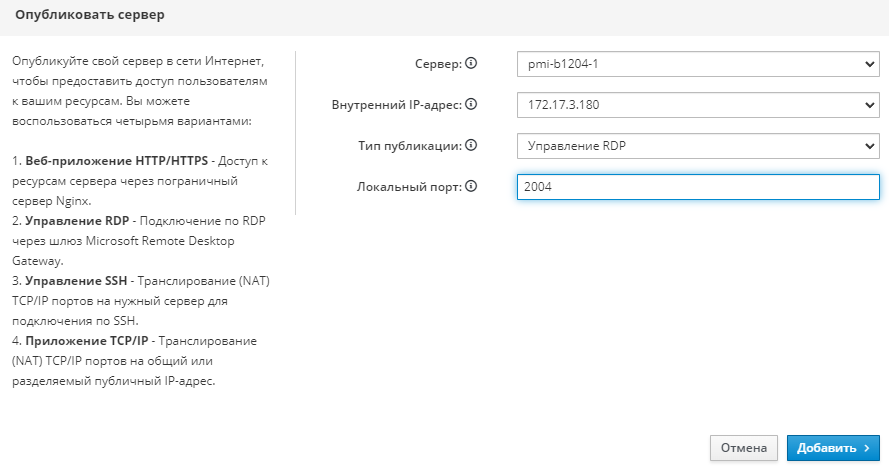 Опубликовать сервер
Опубликуйте свой сервер в сети Интернет,
чтобы предоставить доступ пользователям
к вашим ресурсам. Вы можете
воспользоваться четырьмя вариантами:
1. Веб-приложение HTTP/HTTPS - Доступ к
ресурсам сервера через пограничный
сервер Nginx.
2. Управление RDP - Подключение по RDP
через шлюз Microsoft Remote Desktop
Gateway.
3. Управление SSH - Транслирование (NAT)
TCP/IP портов на нужный сервер для
подключения по SSH.
4. Приложение TCP/IP - Транслирование
(NAT) TCP/IP портов на общий или
разделяемый публичный IP-адрес.
Сервер: pmi-b1204-1
Внутренний IP-адрес: 172.17.3.180
Тип публикации: Управление RDP
Локальный порт: 2004
Отмена Добавить